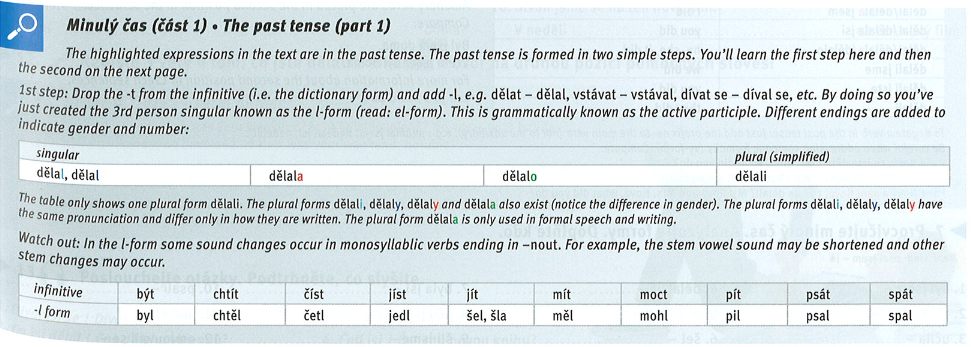 Minulý čas (část 1) • The past tense (part 1)
The highlighted expressions in the text are in the past tense. The past tense is formed in two simple steps. You'll learn the first step here and then
the second on the next page.
1st step: Drop the -t from the infinitive (i.e. the dictionary form) and add -l, e.g. dělat – dělal, vstávat – vstával, dívat se – díval se, etc. By doing so you've
just created the 3rd person singular known as the l-form (read: el-form). This is grammatically known as the active participle. Different endings are added to
indicate gender and number:
singular plural (simplified)
dělal, dělal dělala dělalo dělali
The table only shows one plural form dělali. The plural forms dělali, dělaly, dělaly and dělala also exist (notice the difference in gender). The plural forms dělali, dělaly, dělaly have
the same pronunciation and differ only in how they are written. The plural form dělala is only used in formal speech and writing.
Watch out: In the l-form some sound changes occur in monosyllablic verbs ending in –nout. For example, the stem vowel sound may be shortened and other
stem changes may occur.
infinitive být chtít číst jíst jít mít moct pít psát spát
-l form byl chtěl četl jedl šel, šla měl mohl pil psal spal